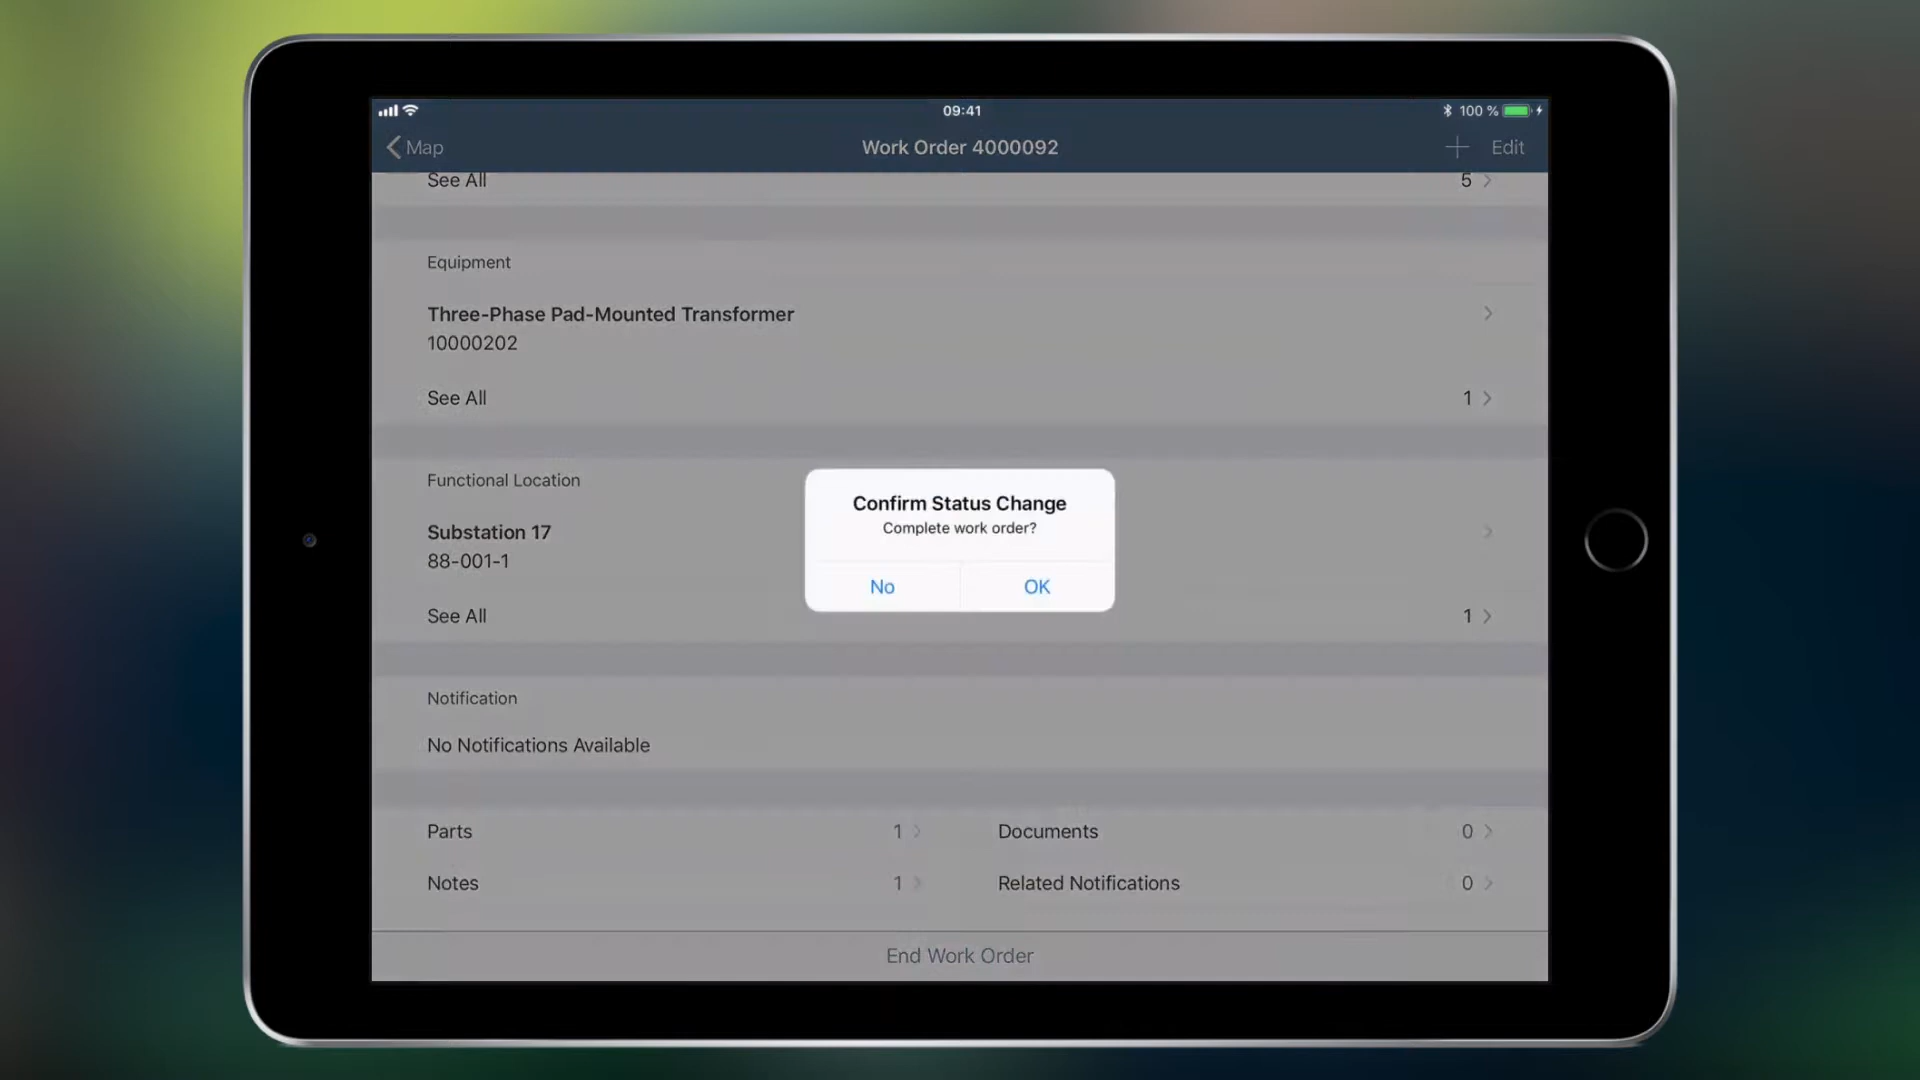 09:41
100 %
Map
Work Order 4000092
Edit
See All
5
Equipment
Three-Phase Pad-Mounted Transformer
10000202
See All
1
Functional Location
Substation 17
88-001-1
See All
1
Confirm Status Change
Complete work order?
No
OK
Notification
No Notifications Available
Parts
1
Documents
0
Notes
1
Related Notifications
0
End Work Order